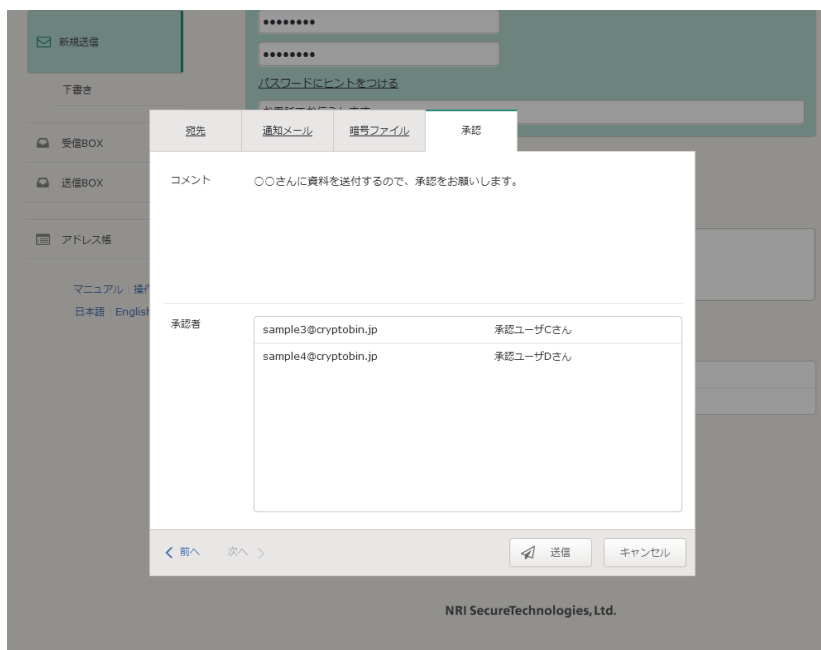 ••••••••
新規送信
••••••••
下書き
パスワードにヒントをつける
宛先
通知メール
暗号ファイル
承認
受信BOX
コメント
○○さんに資料を送付するので、承認をお願いします。
送信BOX
アドレス帳
マニュアル
日本語
English
承認者
sample3@cryptobin.jp 承認ユーザCさん
sample4@cryptobin.jp 承認ユーザDさん
前へ
次へ
送信
キャンセル
NRI SecureTechnologies, Ltd.